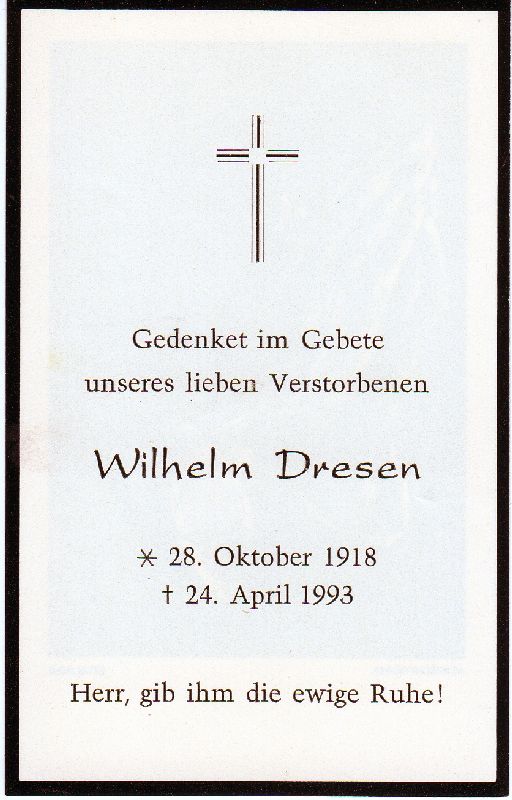 Gedenket im Gebete
unseres lieben Verstorbenen
Wilhelm Dresen
* 28. Oktober 1918
† 24. April 1993
Herr, gib ihm die ewige Ruhe!